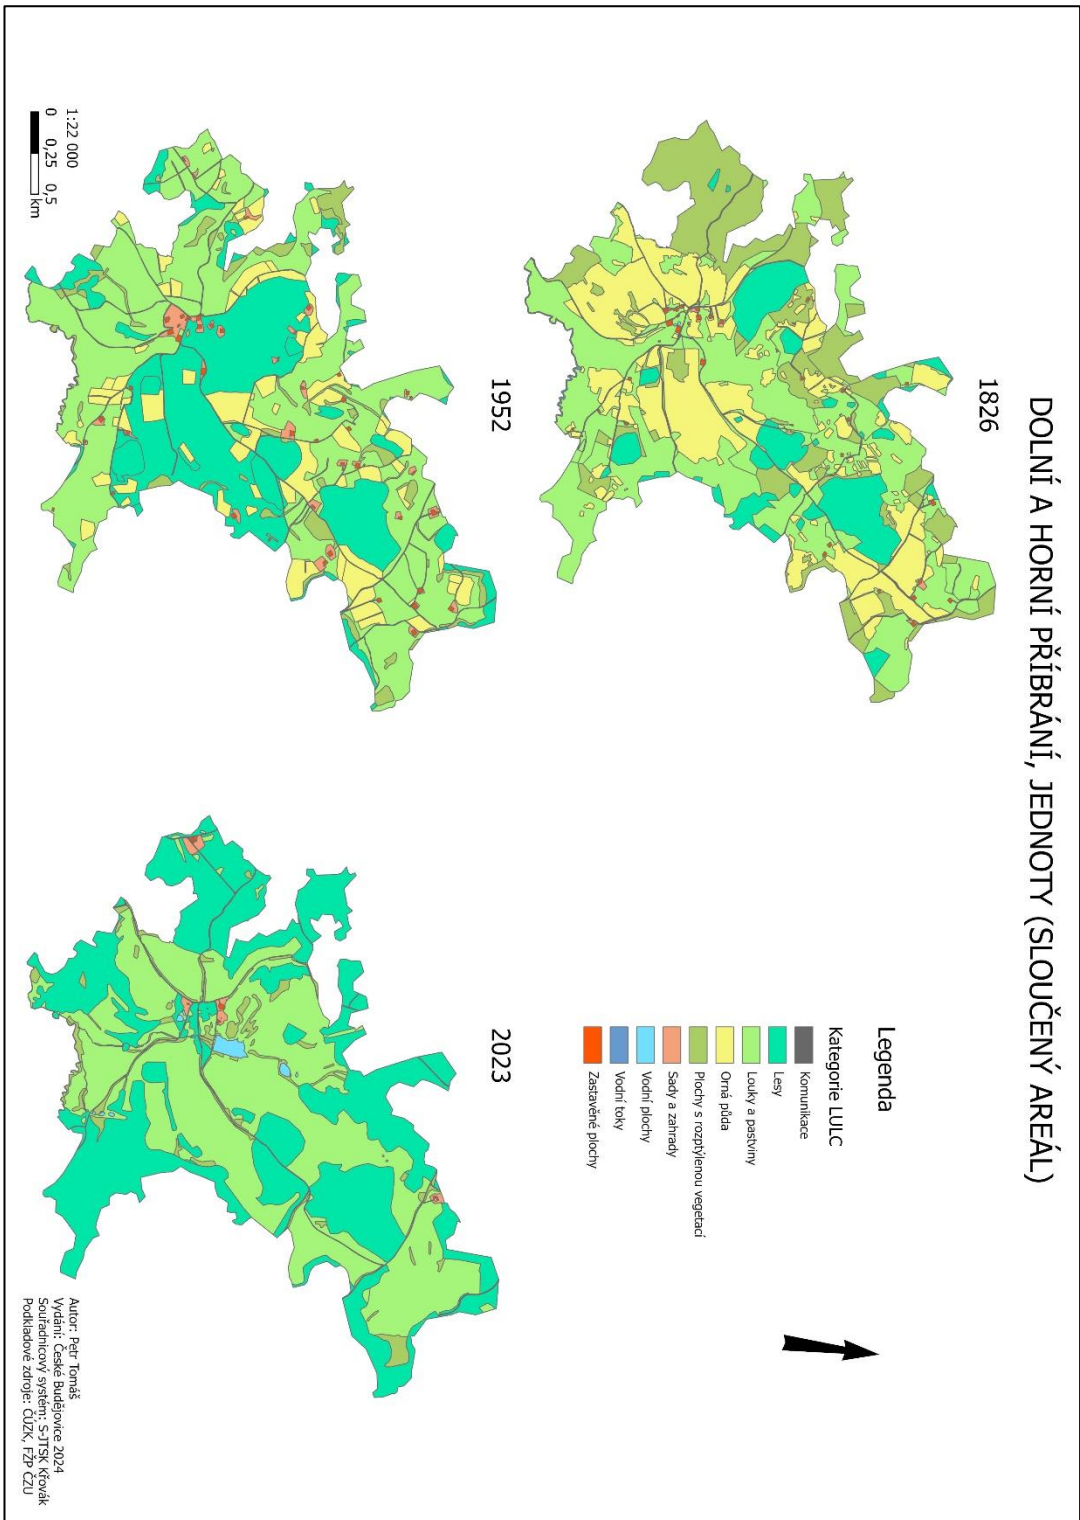 DOLNÍ A HORNÍ PŘÍBRÁNÍ, JEDNOTY (SLOUČENÝ AREÁL)
1826
1952
2023
Legenda
Kategorie LULC
Komunikace
Lesy
Louky a pastviny
Orná půda
Plochy s rozptýlenou vegetací
Sady a zahrady
Vodní plochy
Vodní toky
Zastavěné plochy
1:22 000
0 0,25 0,5
km
Autor: Petr Tomáš
Vydání: České Budějovice 2024
Souřadnicový systém: S-JTSK Křovák
Podkladové zdroje: ČÚZK, FŽP ČZU